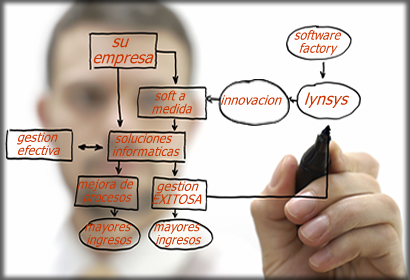 su
empresa
software
factory
soft a
medida
innovacion
lynsys
gestion
efectiva
soluciones
informaticas
mejora de
procesos
gestion
EXITOSA
mayores
ingresos
mayores
ingresos